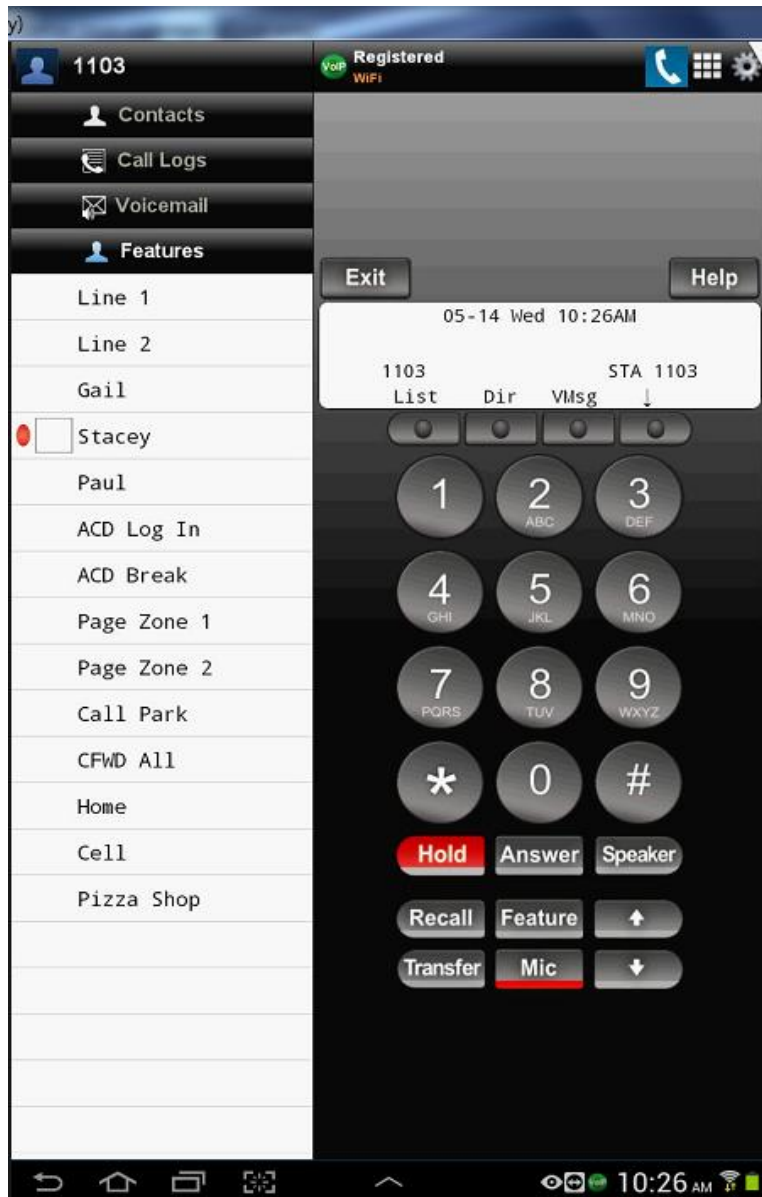 y)
1103
VoIP Registered
WiFi
Contacts
Call Logs
Voicemail
Features
Line 1
Line 2
Gail
Stacey
Paul
ACD Log In
ACD Break
Page Zone 1
Page Zone 2
Call Park
CFWD All
Home
Cell
Pizza Shop
Exit Help
05-14 Wed 10:26AM
1103 STA 1103
List Dir VMsg ↓
1 2 3
ABC DEF
4 5 6
GHI JKL MNO
7 8 9
PQRS TUV WXYZ
* 0 #
Hold Answer Speaker
Recall Feature
Transfer Mic
10:26 AM